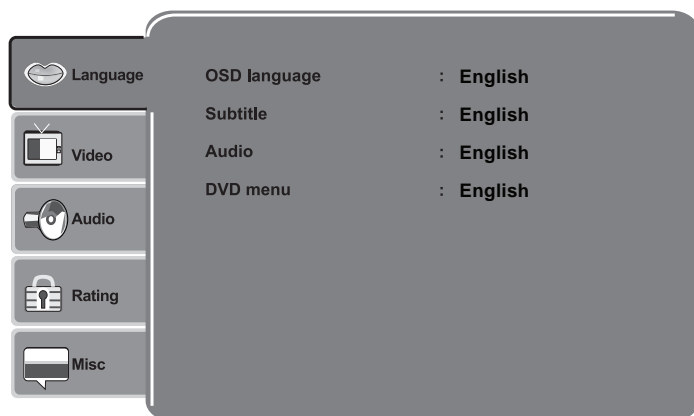 Language
Video
Audio
Rating
Misc
OSD language : English
Subtitle : English
Audio : English
DVD menu : English